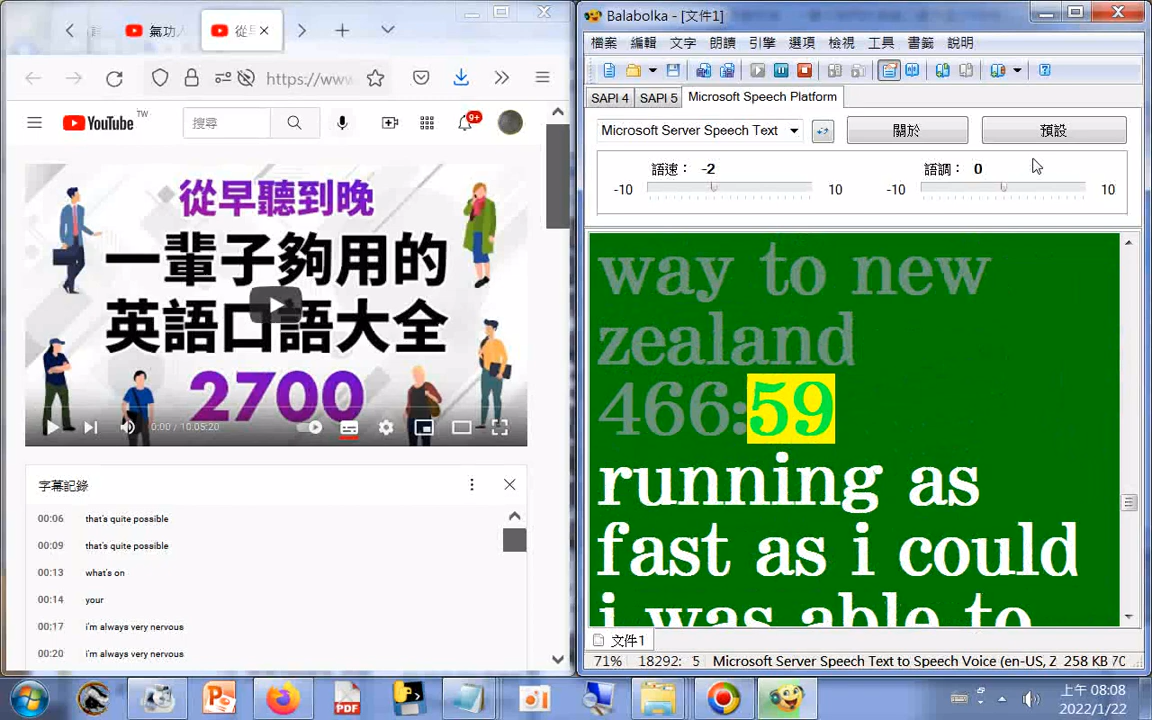 氣功/
從
https://www
YouTube TW
搜尋
9+
從早聽到晚
一輩子夠用的
英語口語大全
2700
0:00 / 10:05:20
字幕記錄
00:06 that's quite possible
00:09 that's quite possible
00:13 what's on
00:14 your
00:17 i'm always very nervous
00:20 i'm always very nervous
Balabolka - [文件1]
檔案 編輯 文字 朗讀 引擎 選項 檢視 工具 書籤 說明
SAPI 4 SAPI 5 Microsoft Speech Platform
Microsoft Server Speech Text 關於 預設
語速： -2 語調： 0
-10 10 -10 10
way to new
zealand
466:59
running as
fast as i could
i was able to
文件1
71% 18292: 5 Microsoft Server Speech Text to Speech Voice (en-US, Z 258 KB
PDF
上午 08:08
2022/1/22